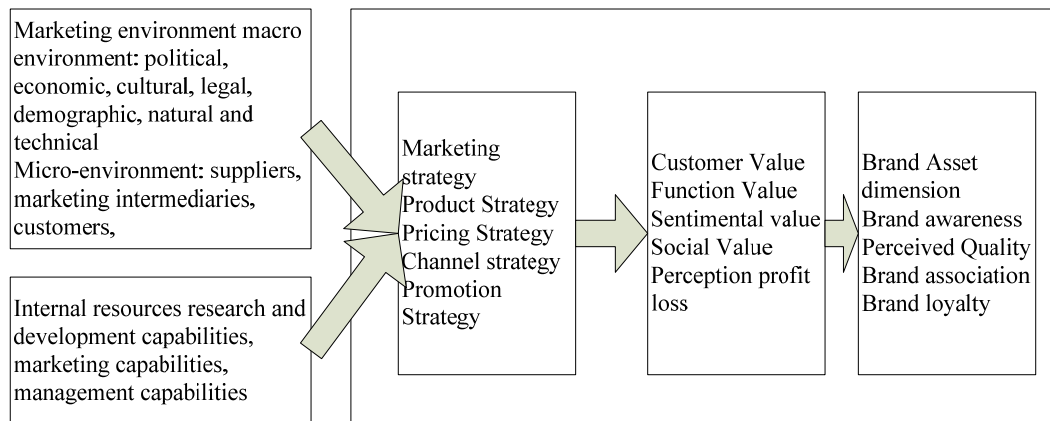 Marketing environment macro
environment: political,
economic, cultural, legal,
demographic, natural and
technical
Micro-environment: suppliers,
marketing intermediaries,
customers,
Internal resources research and
development capabilities,
marketing capabilities,
management capabilities
Marketing
strategy
Product Strategy
Pricing Strategy
Channel strategy
Promotion
Strategy
Customer Value
Function Value
Sentimental value
Social Value
Perception profit
loss
Brand Asset
dimension
Brand awareness
Perceived Quality
Brand association
Brand loyalty